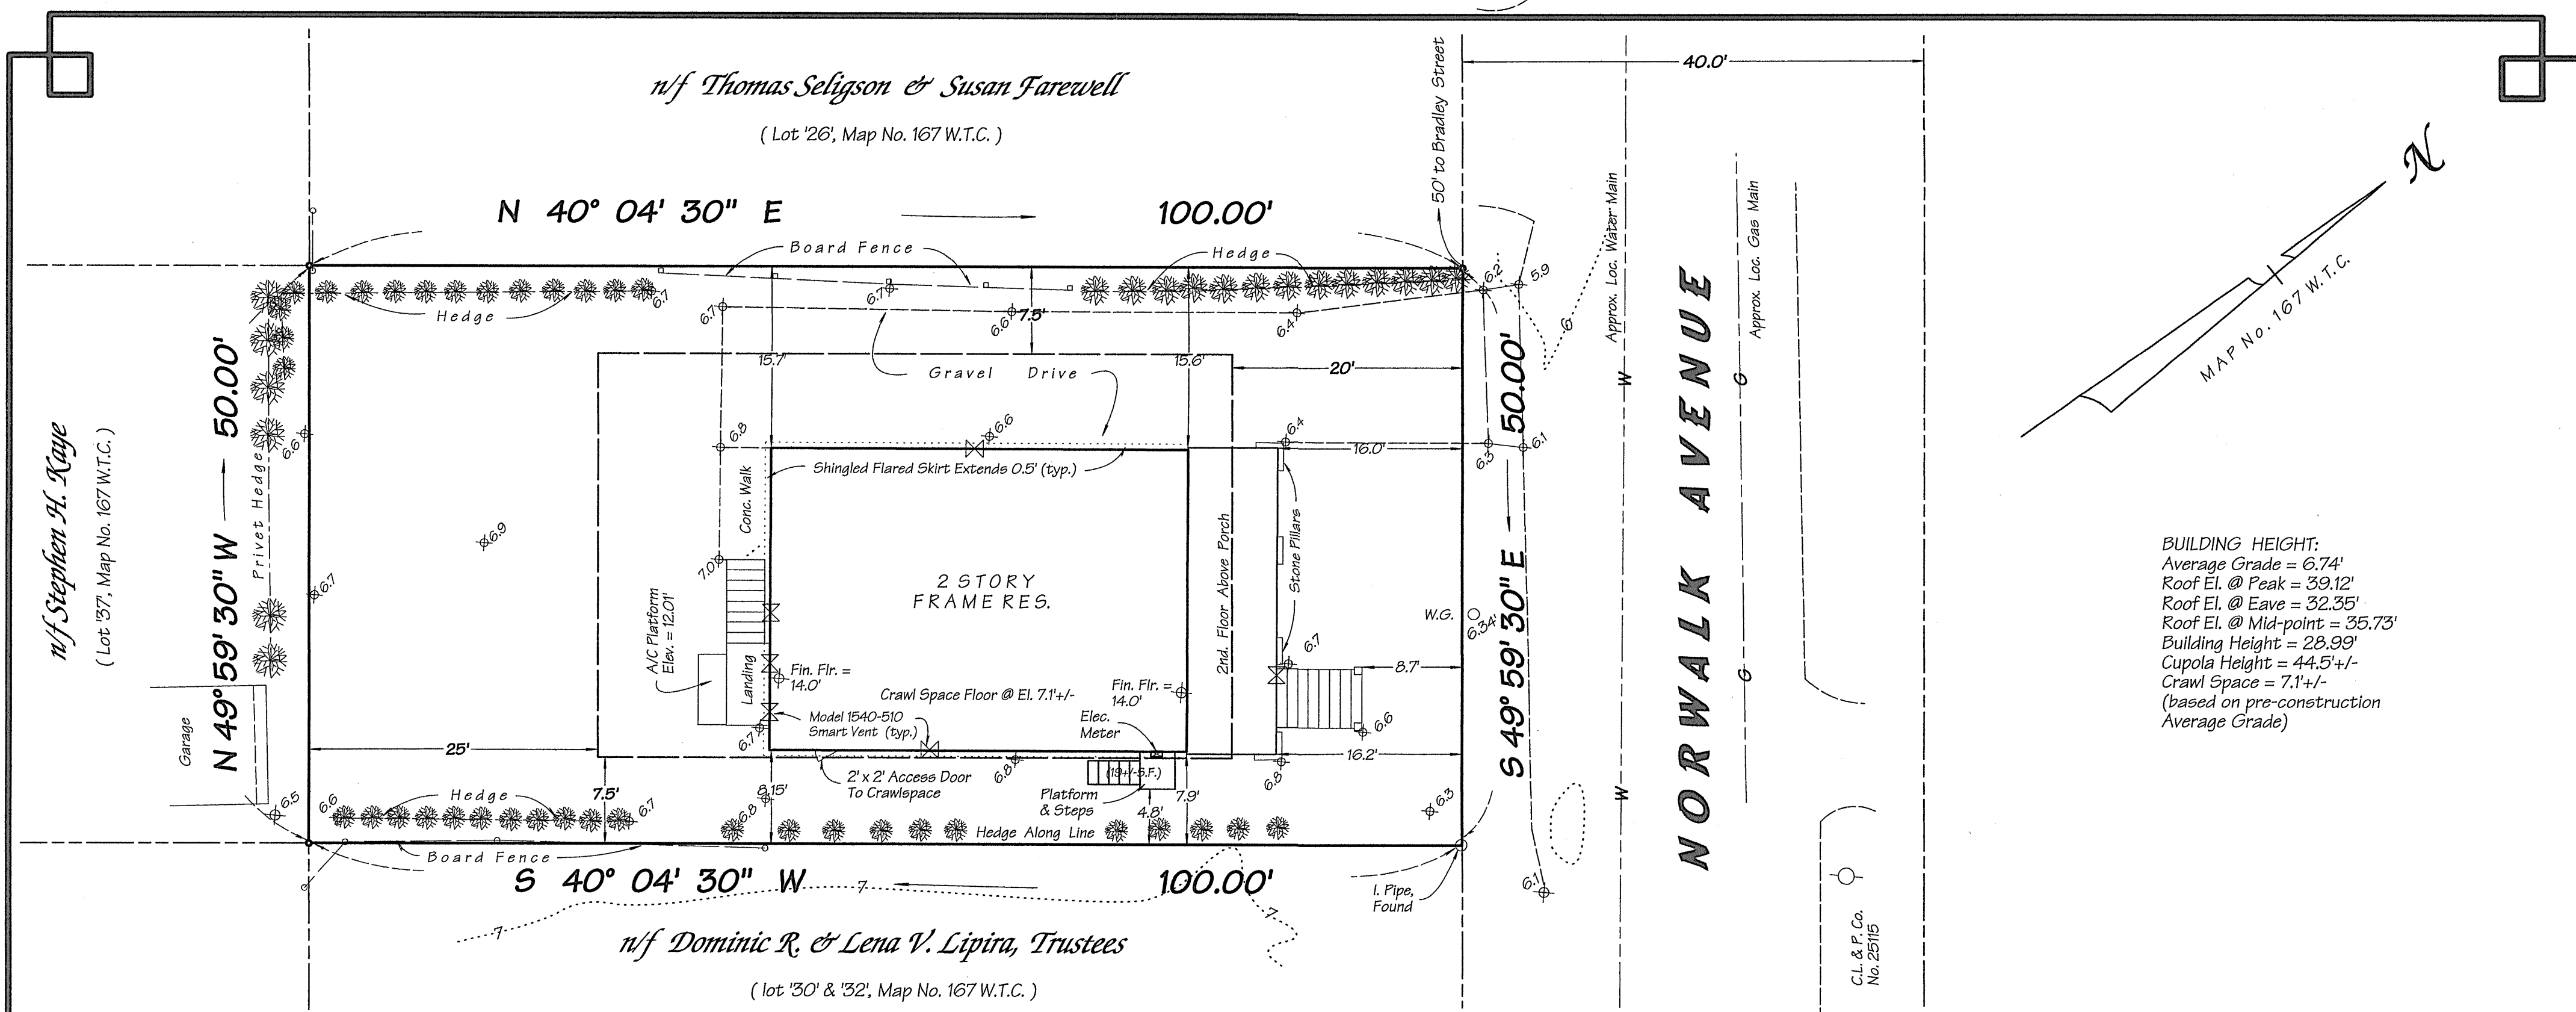 n/f Thomas Seligson & Susan Farewell
( Lot '26', Map No. 167 W.T.C. )
50' to Bradley Street
40.0'
N
MAP No. 167 W.T.C.
N 40° 04' 30" E
100.00'
Board Fence
Hedge
Hedge
6.7
6.7
6.7
6.6
7.5'
6.4
6.2
5.9
6
15.7'
15.6'
20'
Gravel Drive
6.8
6.6
6.4
16.0'
6.3
6.1
Shingled Flared Skirt Extends 0.5' (typ.)
Conc. Walk
n/f Stephen H. Kaye
( Lot '37', Map No. 167 W.T.C. )
N 49° 59' 30" W
50.00'
Privet Hedge
6.6
6.9
6.7
7.0
A/C Platform
Elev. = 12.01'
Landing
2 STORY
FRAME RES.
2nd. Floor Above Porch
Stone Pillars
6.7
W.G.
6.34'
8.7'
Fin. Flr. =
14.0'
Crawl Space Floor @ El. 7.1'+/-
Fin. Flr. =
14.0'
Model 1540-510
Smart Vent (typ.)
Elec.
Meter
6.7
6.6
16.2'
25'
Garage
6.8
6.8
(19+/-S.F.)
2' x 2' Access Door
To Crawlspace
Platform
& Steps
7.5'
8.15'
7.9'
4.8'
6.5
6.6
Hedge
6.7
6.8
6.3
Hedge Along Line
Board Fence
S 40° 04' 30" W
100.00'
7
7
7
I. Pipe,
Found
6.1
n/f Dominic R. & Lena V. Lipira, Trustees
( lot '30' & '32', Map No. 167 W.T.C. )
50.00'
S 49° 59' 30" E
Approx. Loc. Water Main
W
W
NORWALK AVENUE
Approx. Loc. Gas Main
G
G
C.L. & P. Co.
No. 25115
BUILDING HEIGHT:
Average Grade = 6.74'
Roof El. @ Peak = 39.12'
Roof El. @ Eave = 32.35'
Roof El. @ Mid-point = 35.73'
Building Height = 28.99'
Cupola Height = 44.5'+/-
Crawl Space = 7.1'+/-
(based on pre-construction
Average Grade)